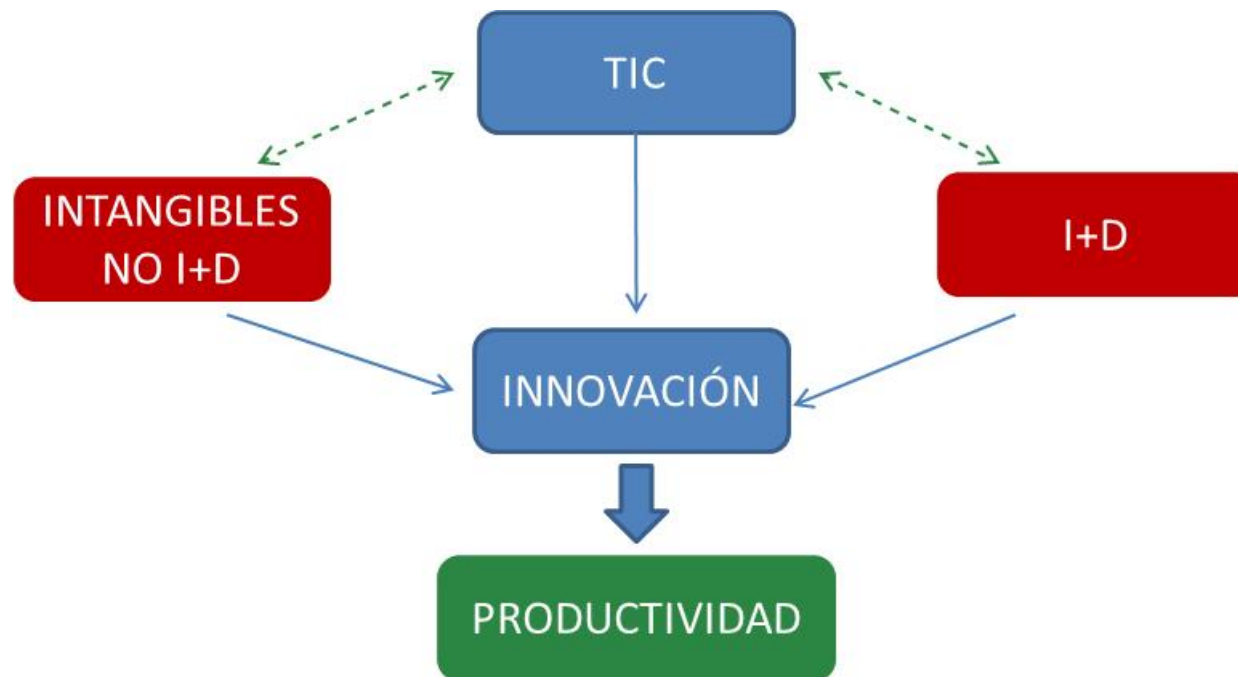 TIC
INTANGIBLES
NO I+D
I+D
INNOVACIÓN
PRODUCTIVIDAD